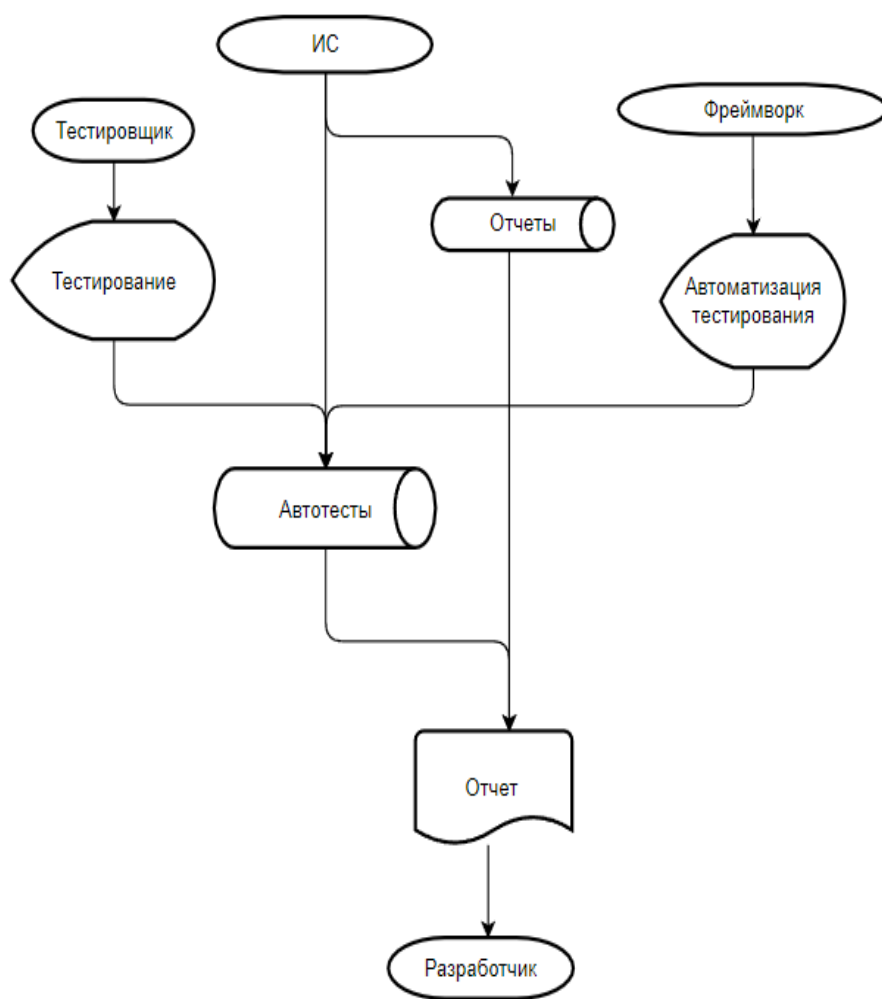 ИС
Фреймворк
Тестировщик
Отчеты
Тестирование
Автоматизация
тестирования
Автотесты
Отчет
Разработчик